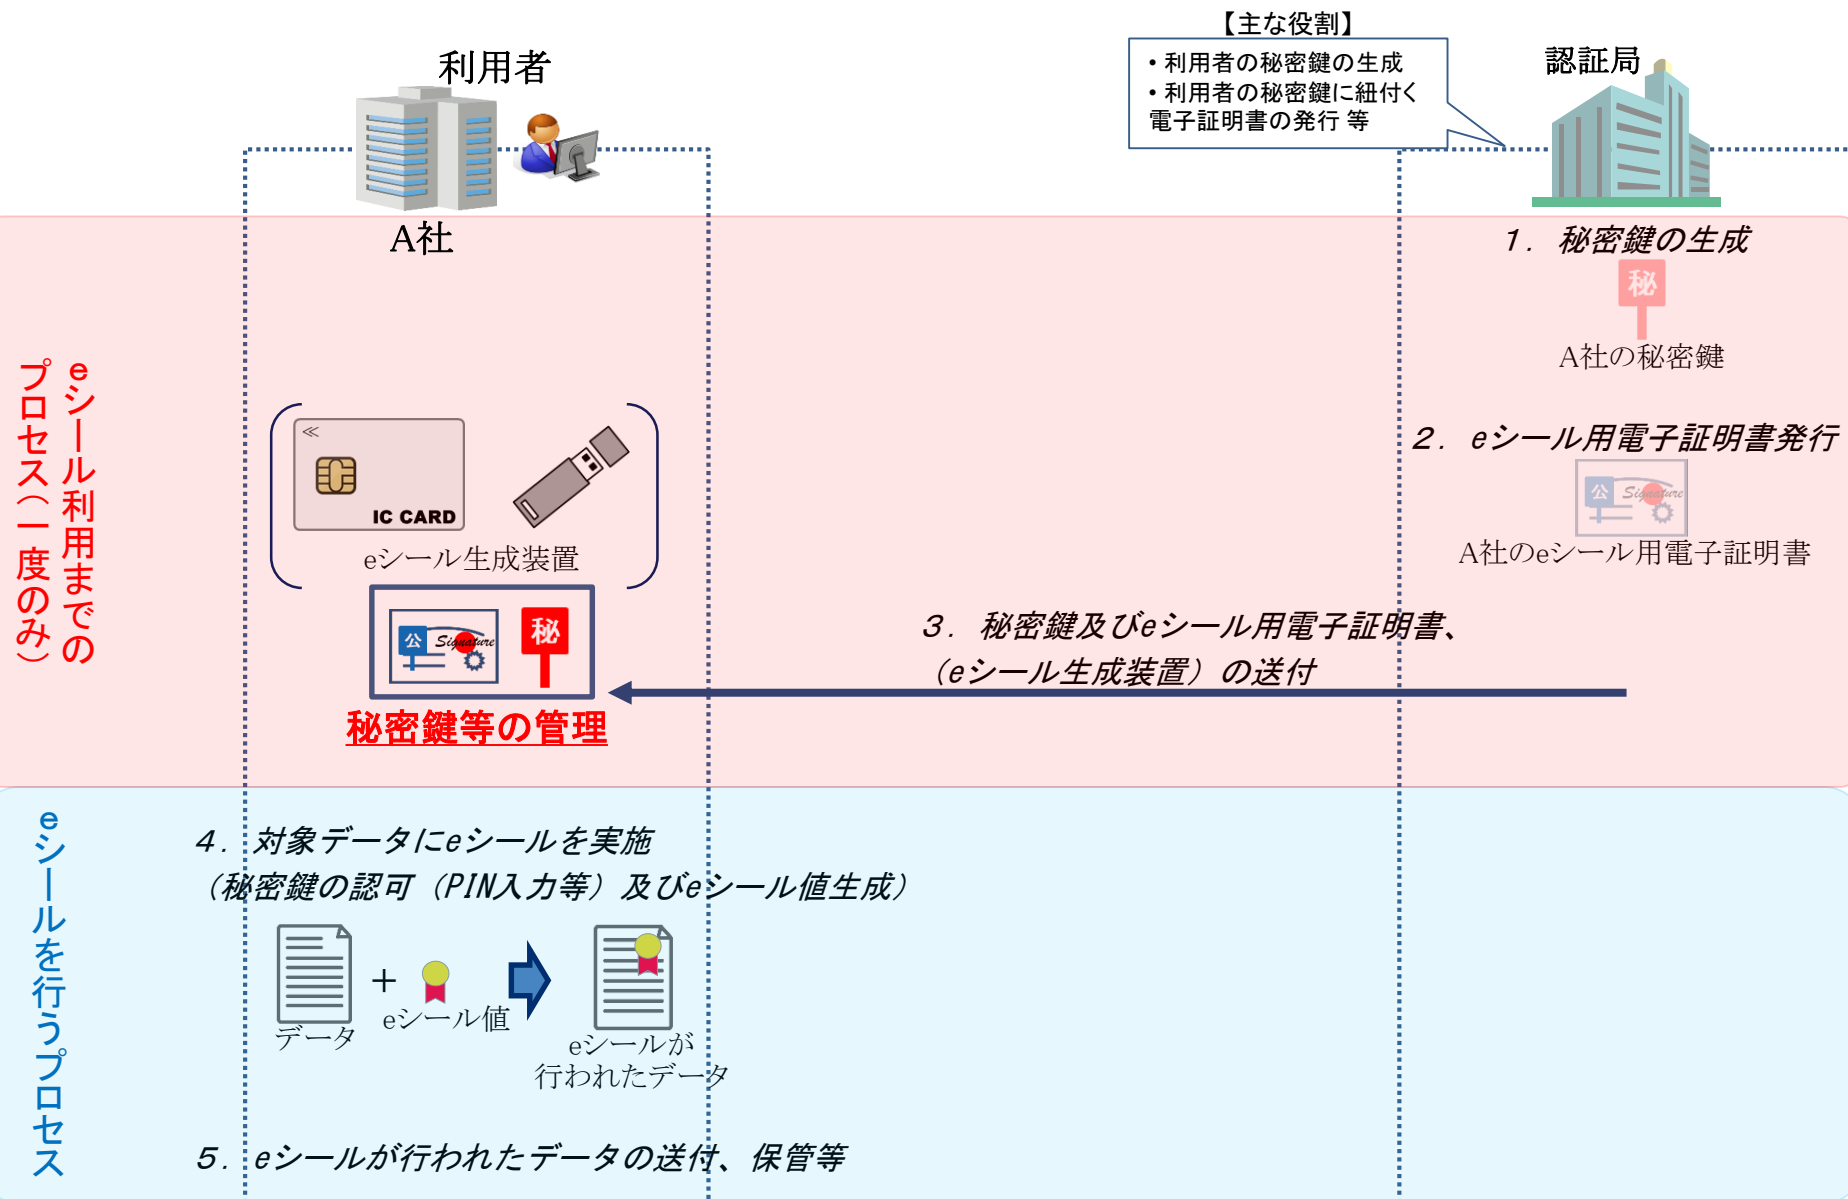 【主な役割】
・利用者の秘密鍵の生成
・利用者の秘密鍵に紐付く
電子証明書の発行 等
利用者
認証局
A社
1. 秘密鍵の生成
秘
A社の秘密鍵
2. eシール用電子証明書発行
公 Signature
A社のeシール用電子証明書
eシール利用までの
プロセス(一度のみ)
≪
IC CARD
eシール生成装置
公 Signature
秘
秘密鍵等の管理
3. 秘密鍵及びeシール用電子証明書、
(eシール生成装置)の送付
eシールを行うプロセス
4. 対象データにeシールを実施
(秘密鍵の認可(PIN入力等)及びeシール値生成)
+
データ
eシール値
eシールが
行われたデータ
5. eシールが行われたデータの送付、保管等